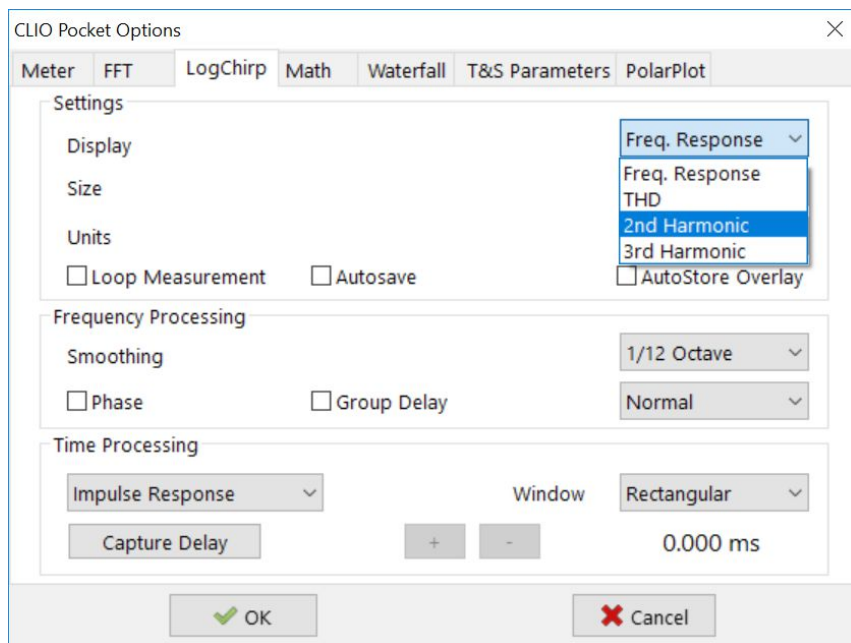 CLIO Pocket Options
Meter FFT LogChirp Math Waterfall T&S Parameters PolarPlot
Settings
Display Freq. Response
Freq. Response
THD
2nd Harmonic
3rd Harmonic
Size
Units
Loop Measurement Autosave AutoStore Overlay
Frequency Processing
Smoothing 1/12 Octave
Phase Group Delay Normal
Time Processing
Impulse Response Window Rectangular
Capture Delay + - 0.000 ms
OK Cancel